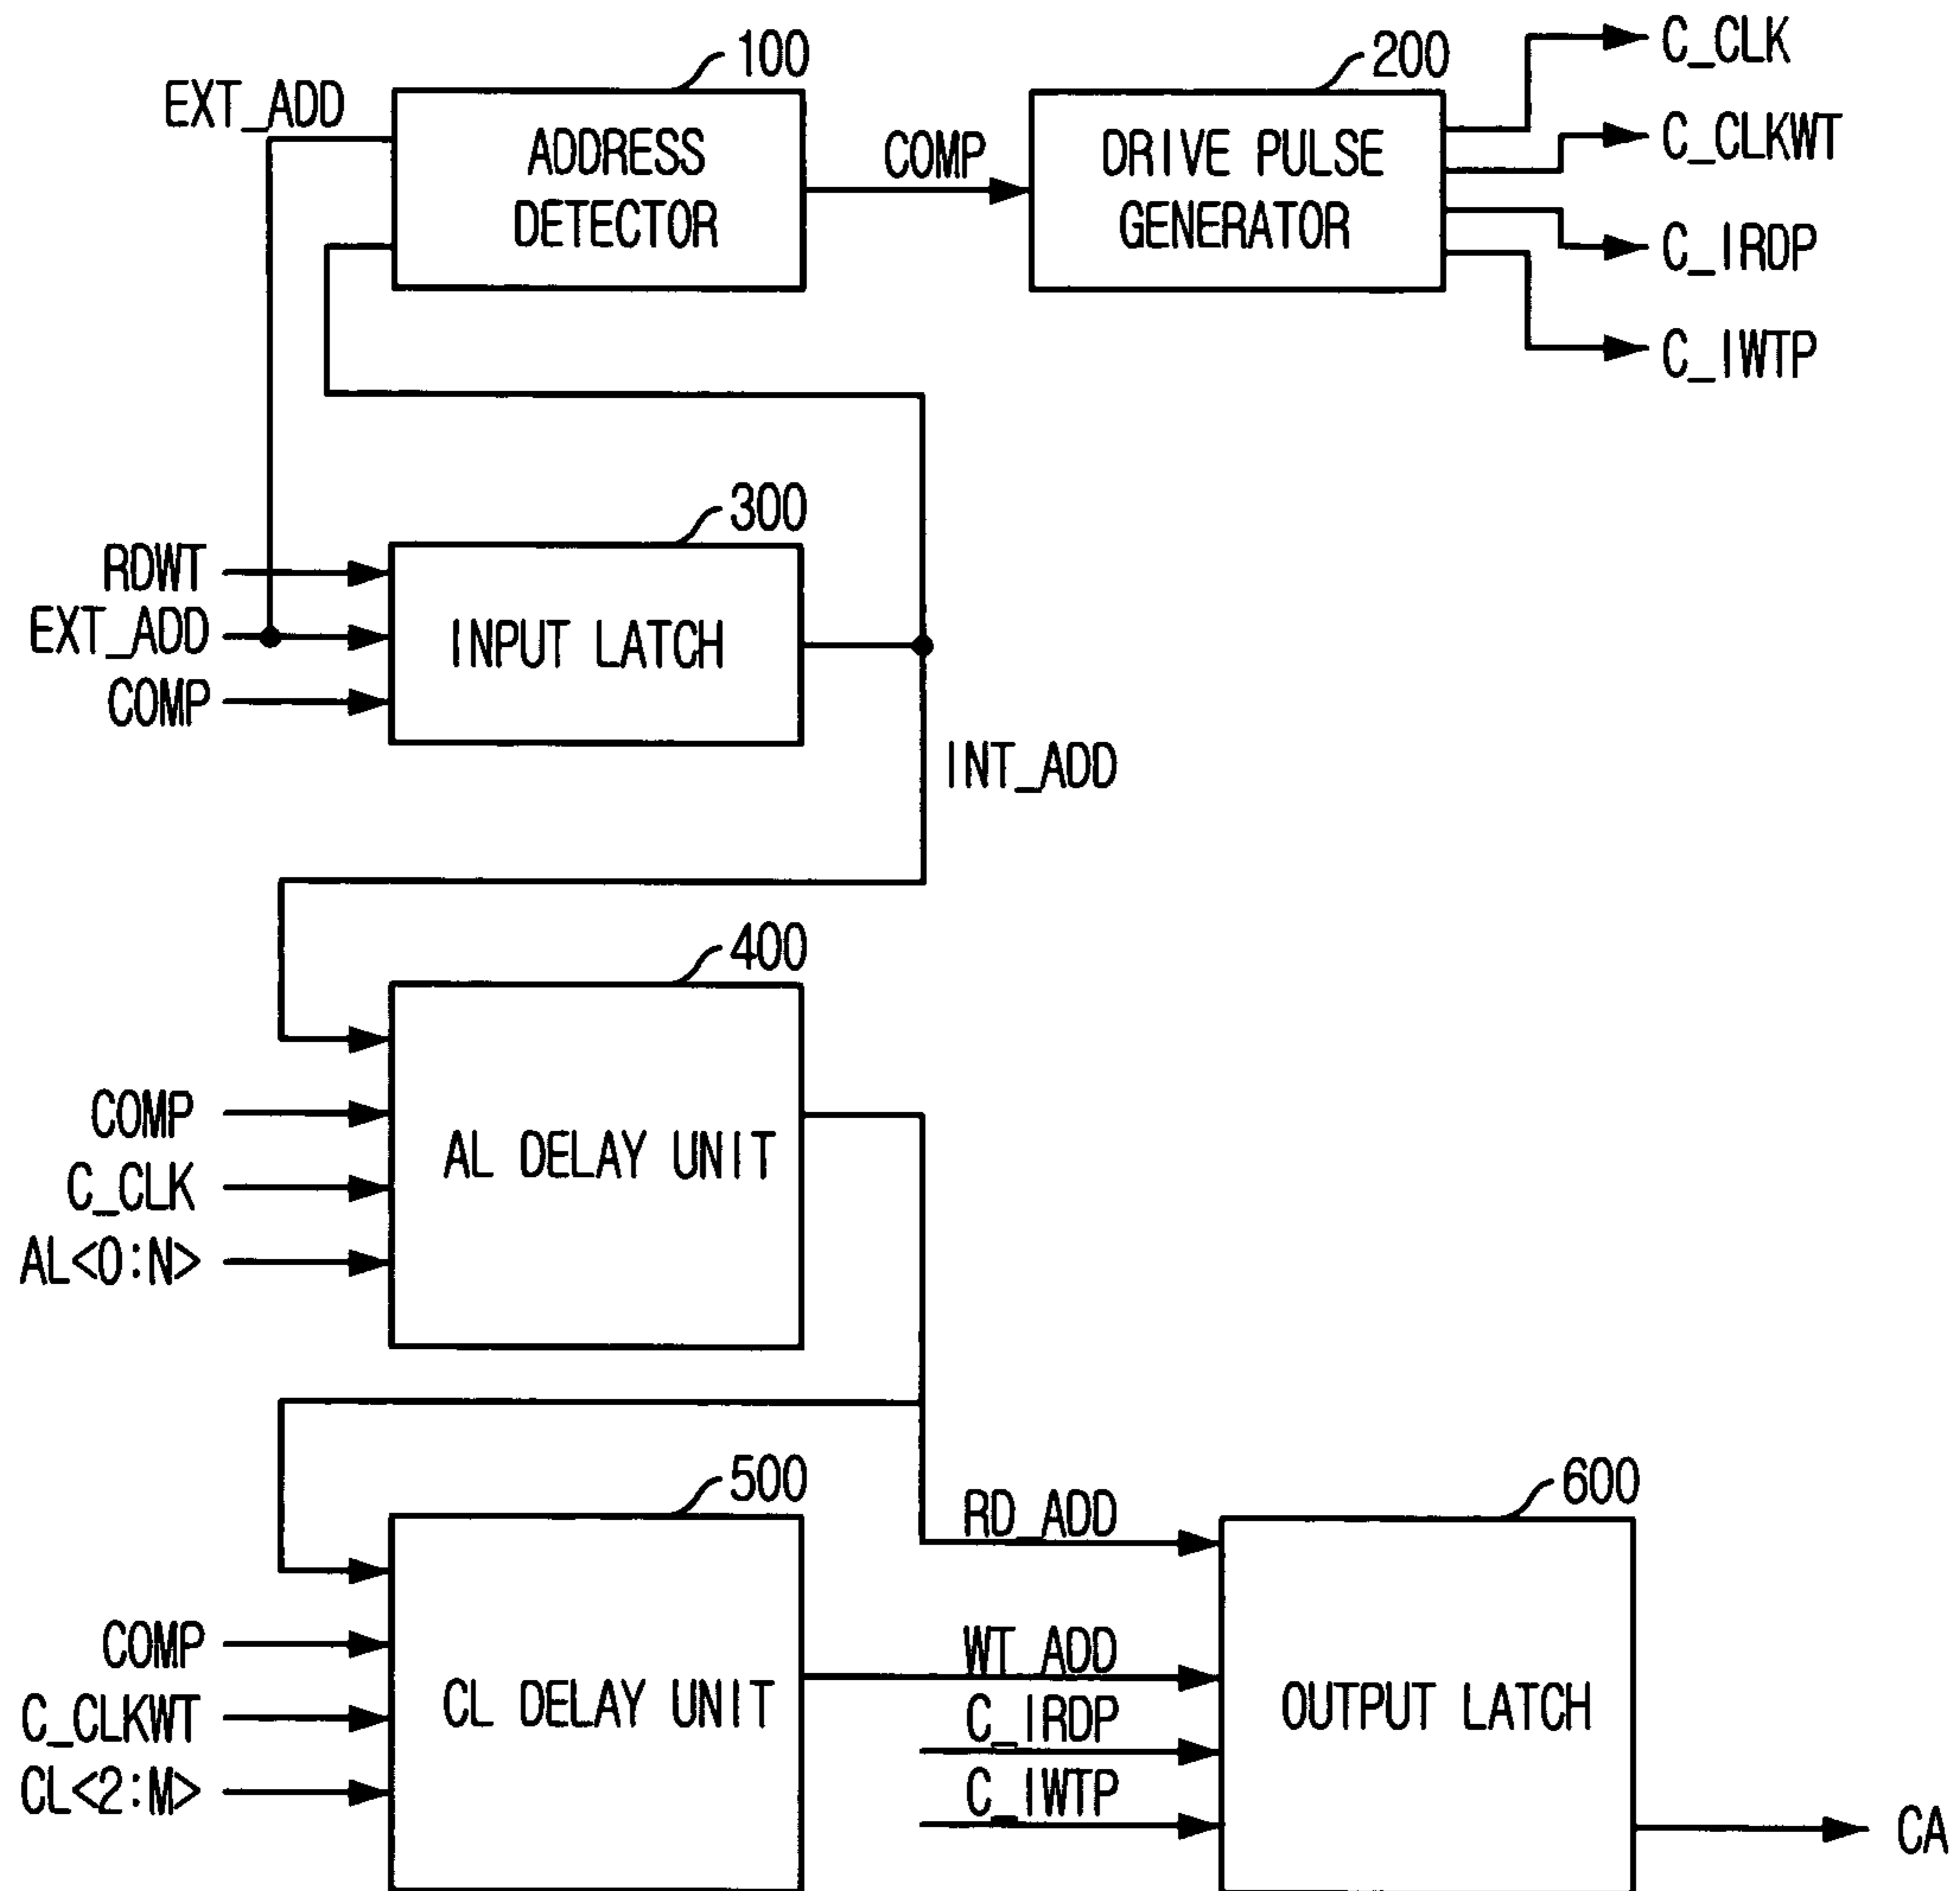 100
200
C_CLK
EXT_ADD
ADDRESS
DETECTOR
COMP
DRIVE PULSE
GENERATOR
C_CLKWT
C_IRDP
C_IWTP
300
RDWT
EXT_ADD
COMP
INPUT LATCH
INT_ADD
400
COMP
C_CLK
AL<0:N>
AL DELAY UNIT
500
RD_ADD
600
COMP
C_CLKWT
CL<2:M>
CL DELAY UNIT
WT_ADD
C_IRDP
C_IWTP
OUTPUT LATCH
CA